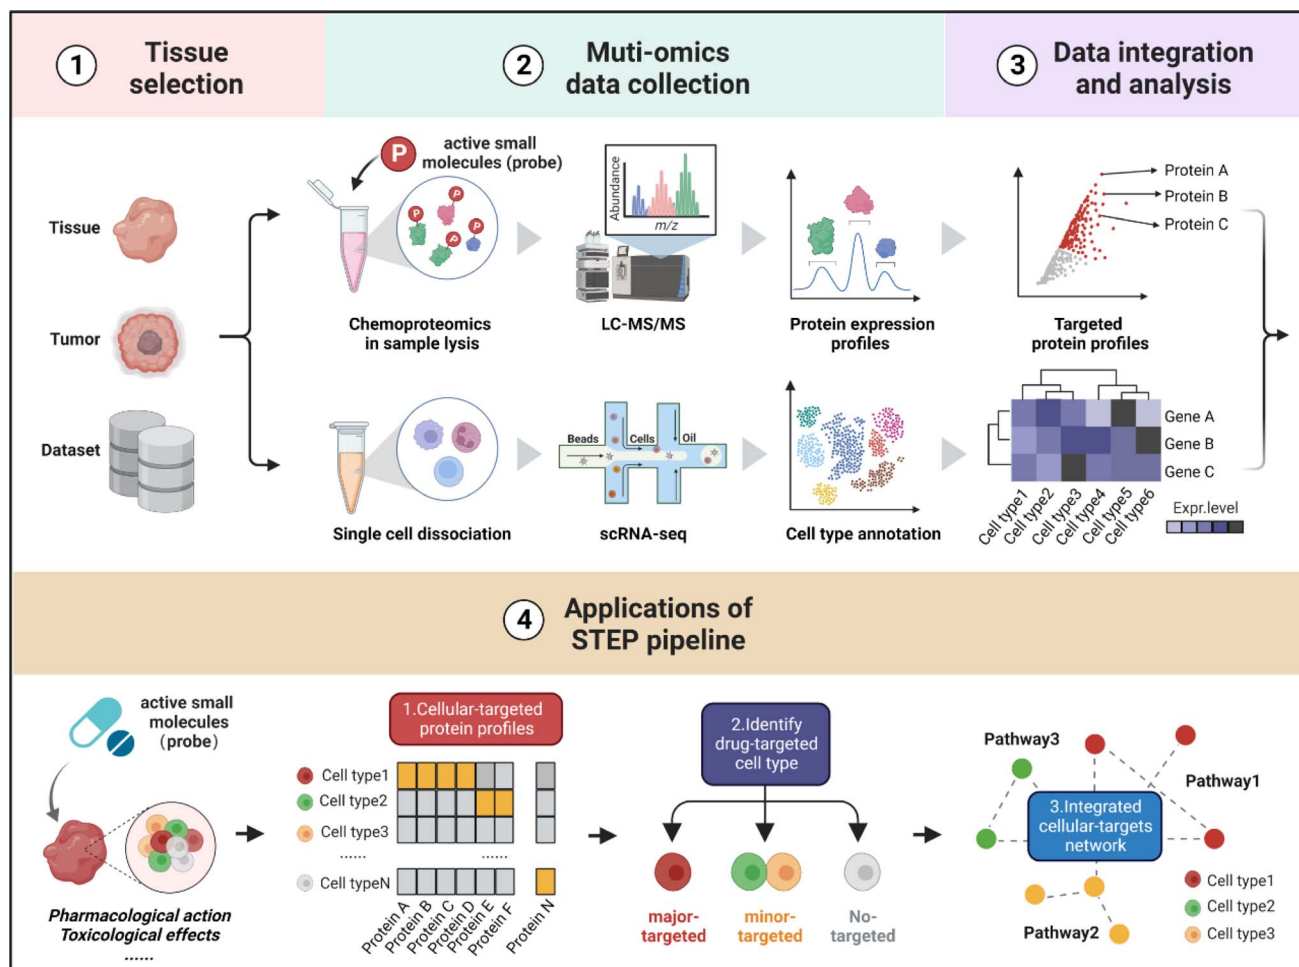 1
Tissue
selection
2
Muti-omics
data collection
3
Data integration
and analysis
Tissue
Tumor
Dataset
P
active small
molecules (probe)
P
P
P
P
Chemoproteomics
in sample lysis
Abundance
m/z
LC-MS/MS
Protein expression
profiles
Protein A
Protein B
Protein C
Targeted
protein profiles
Single cell dissociation
Beads
Cells
Oil
scRNA-seq
Cell type annotation
Gene A
Gene B
Gene C
Cell type1
Cell type2
Cell type3
Cell type4
Cell type5
Cell type6
Expr.level
4
Applications of
STEP pipeline
active small
molecules
(probe)
Pharmacological action
Toxicological effects
......
1.Cellular-targeted
protein profiles
Cell type1
Cell type2
Cell type3
......
......
Cell typeN
Protein A
Protein B
Protein C
Protein D
Protein E
Protein F
Protein N
2.Identify
drug-targeted
cell type
major-
targeted
minor-
targeted
No-
targeted
Pathway3
Pathway1
3.Integrated
cellular-targets
network
Pathway2
Cell type1
Cell type2
Cell type3